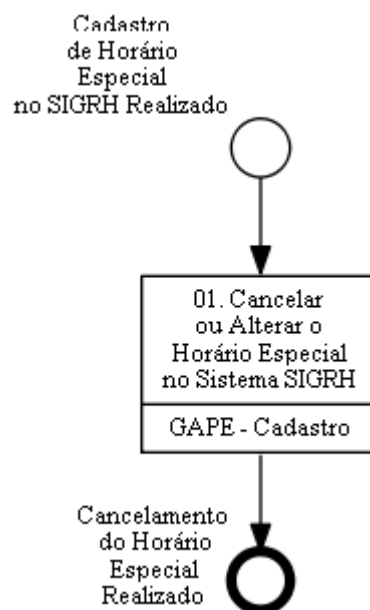 Cadastro
de Horário
Especial
no SIGRH Realizado
01. Cancelar
ou Alterar o
Horário Especial
no Sistema SIGRH
GAPE - Cadastro
Cancelamento
do Horário
Especial
Realizado